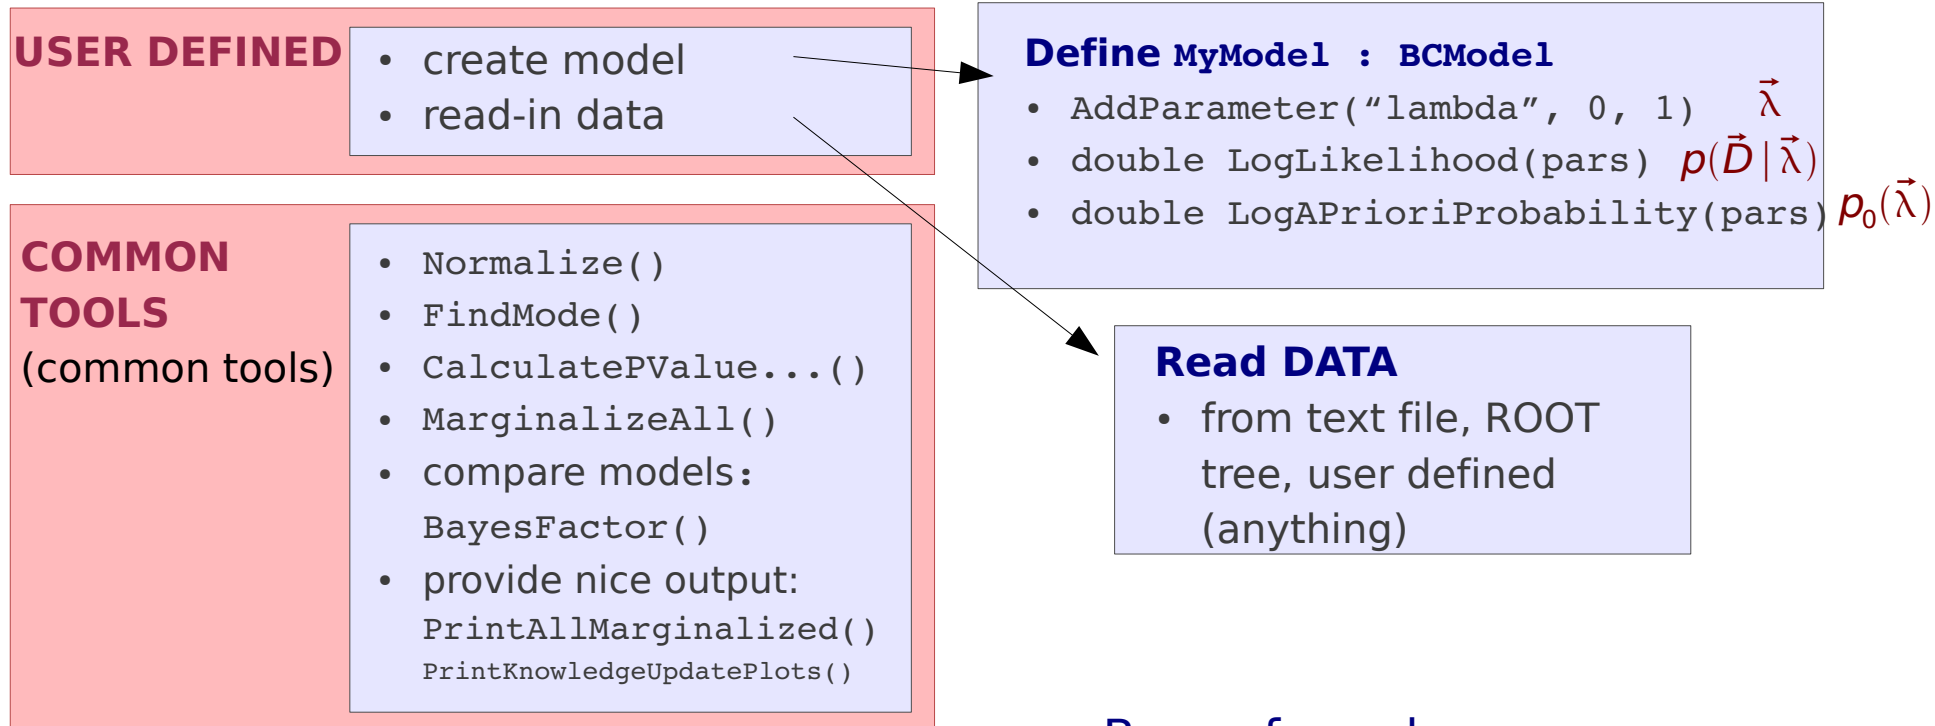 USER DEFINED
• create model
• read-in data
Define MyModel : BCModel
• AddParameter(“lambda”, 0, 1) λ⃗
• double LogLikelihood(pars) p(D⃗ | λ⃗)
• double LogAPrioriProbability(pars) p₀(λ⃗)
COMMON
TOOLS
(common tools)
• Normalize()
• FindMode()
• CalculatePValue...()
• MarginalizeAll()
• compare models:
BayesFactor()
• provide nice output:
PrintAllMarginalized()
PrintKnowledgeUpdatePlots()
Read DATA
• from text file, ROOT
tree, user defined
(anything)